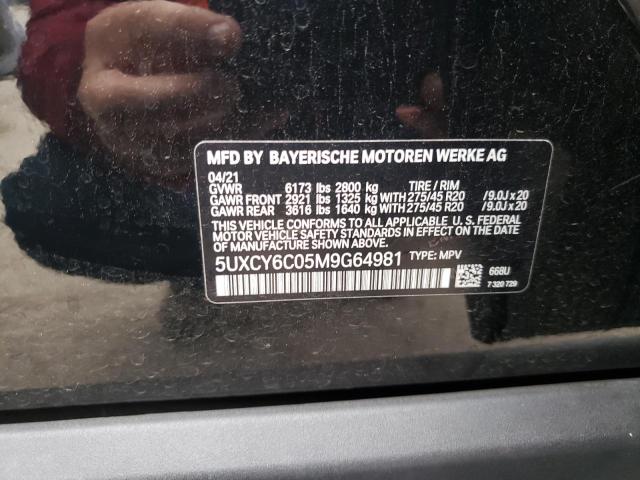 MFD BY BAYERISCHE MOTOREN WERKE AG
04/21
GVWR 6173 lbs 2800 kg TIRE / RIM
GAWR FRONT 2921 lbs 1325 kg WITH 275/45 R20 /9.0J x 20
GAWR REAR 3616 lbs 1640 kg WITH 275/45 R20 /9.0J x 20
THIS VEHICLE CONFORMS TO ALL APPLICABLE U. S. FEDERAL
MOTOR VEHICLE SAFETY STANDARDS IN EFFECT ON THE DATE OF
MANUFACTURE SHOWN ABOVE.
5UXCY6C05M9G64981 TYPE: MPV
668U
7 320 729